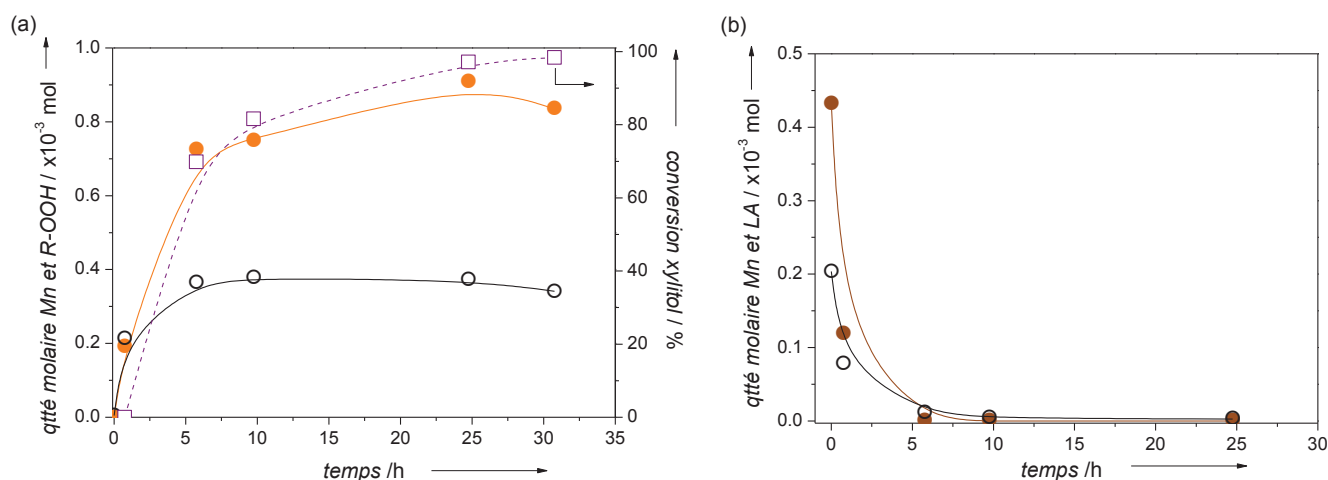 (a)
qtté molaire Mn et R-OOH / x10⁻³ mol
1.0
0.8
0.6
0.4
0.2
0.0
100
80
60
40
20
0
conversion xylitol / %
0 5 10 15 20 25 30 35
temps /h
(b)
qtté molaire Mn et LA / x10⁻³ mol
0.5
0.4
0.3
0.2
0.1
0.0
0 5 10 15 20 25 30
temps /h